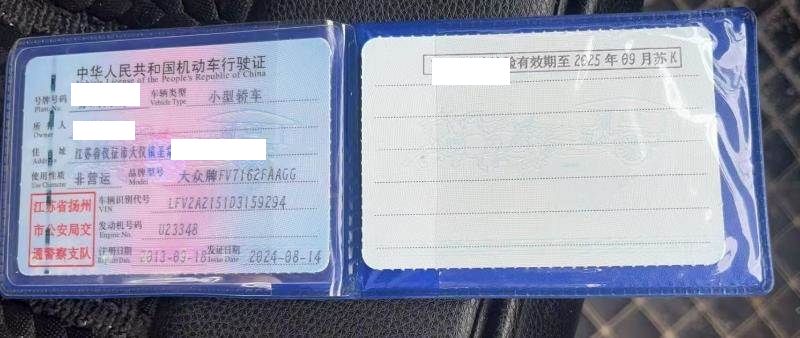 中华人民共和国机动车行驶证
License of the People's Republic of China
号牌号码
Plate No.
车辆类型
Vehicle Type
小型轿车
所有人
Owner
住址
Address
江苏省仪征市大仪镇
使用性质
Use Character
非营运
品牌型号
Model
大众牌FV7162FAAGG
江苏省扬州
市公安局交
通警察支队
车辆识别代号
VIN
LFV2A2151D3159294
发动机号码
Engine No.
U23348
注册日期
Register Date
2013-09-18
发证日期
Issue Date
2024-08-14
验有效期至2025年09月苏K